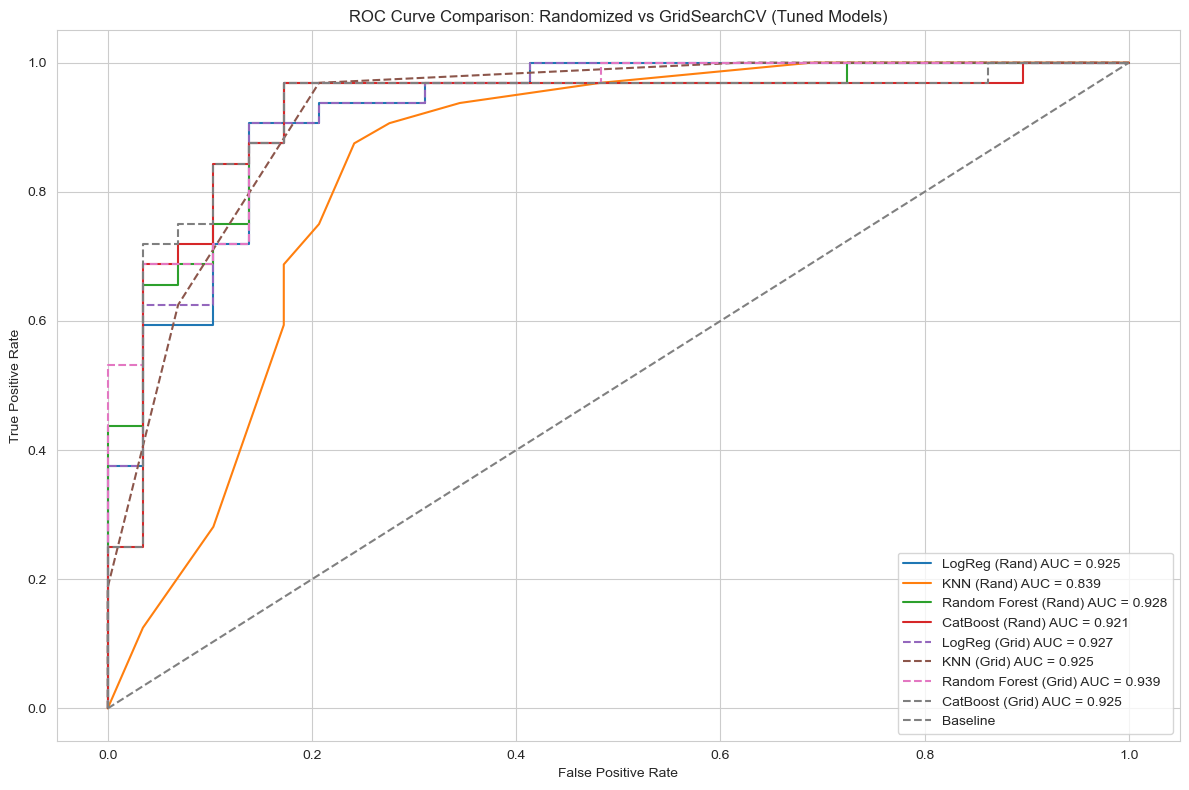 ROC Curve Comparison: Randomized vs GridSearchCV (Tuned Models)
True Positive Rate
1.0
0.8
0.6
0.4
0.2
0.0
0.0 0.2 0.4 0.6 0.8 1.0
False Positive Rate
LogReg (Rand) AUC = 0.925
KNN (Rand) AUC = 0.839
Random Forest (Rand) AUC = 0.928
CatBoost (Rand) AUC = 0.921
LogReg (Grid) AUC = 0.927
KNN (Grid) AUC = 0.925
Random Forest (Grid) AUC = 0.939
CatBoost (Grid) AUC = 0.925
Baseline